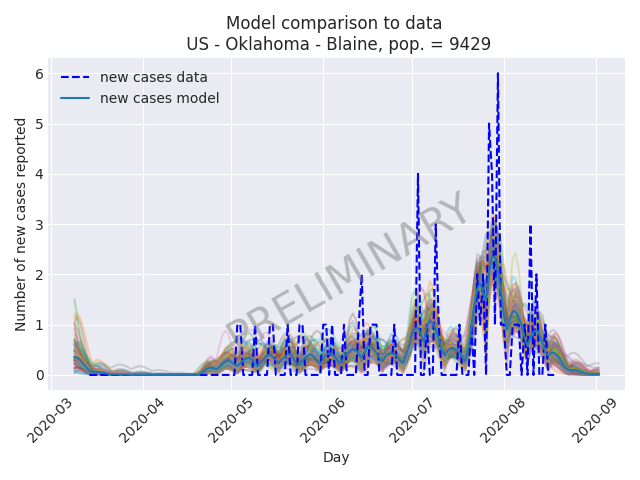 Model comparison to data
US - Oklahoma - Blaine, pop. = 9429
new cases data
new cases model
Number of new cases reported
6
5
4
3
2
1
0
PRELIMINARY
2020-03
2020-04
2020-05
2020-06
2020-07
2020-08
2020-09
Day